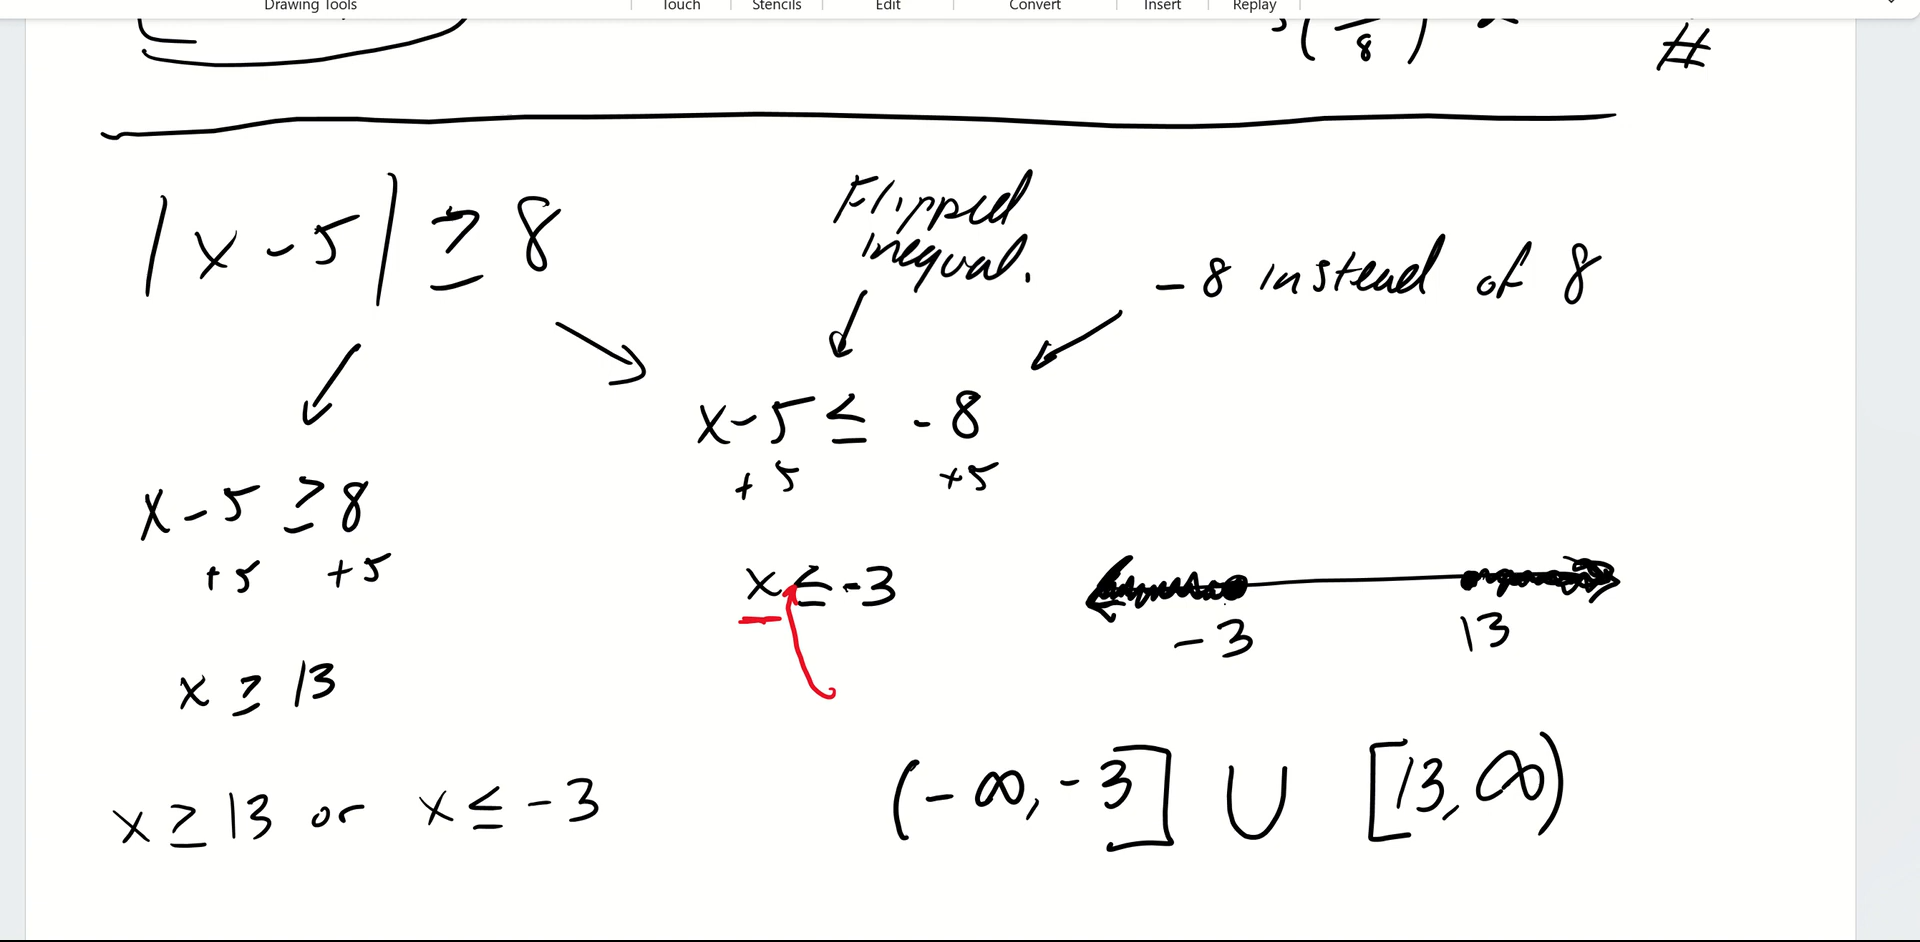 Drawing Tools Touch Stencils Edit Convert Insert Replay
8
#
|x-5| ≥ 8
Flipped
inequal.
-8 instead of 8
x-5 ≤ -8
+5 +5
x-5 ≥ 8
+5 +5
x ≤ -3
-3 13
x ≥ 13
x ≥ 13 or x ≤ -3
(-∞, -3] ∪ [13, ∞)